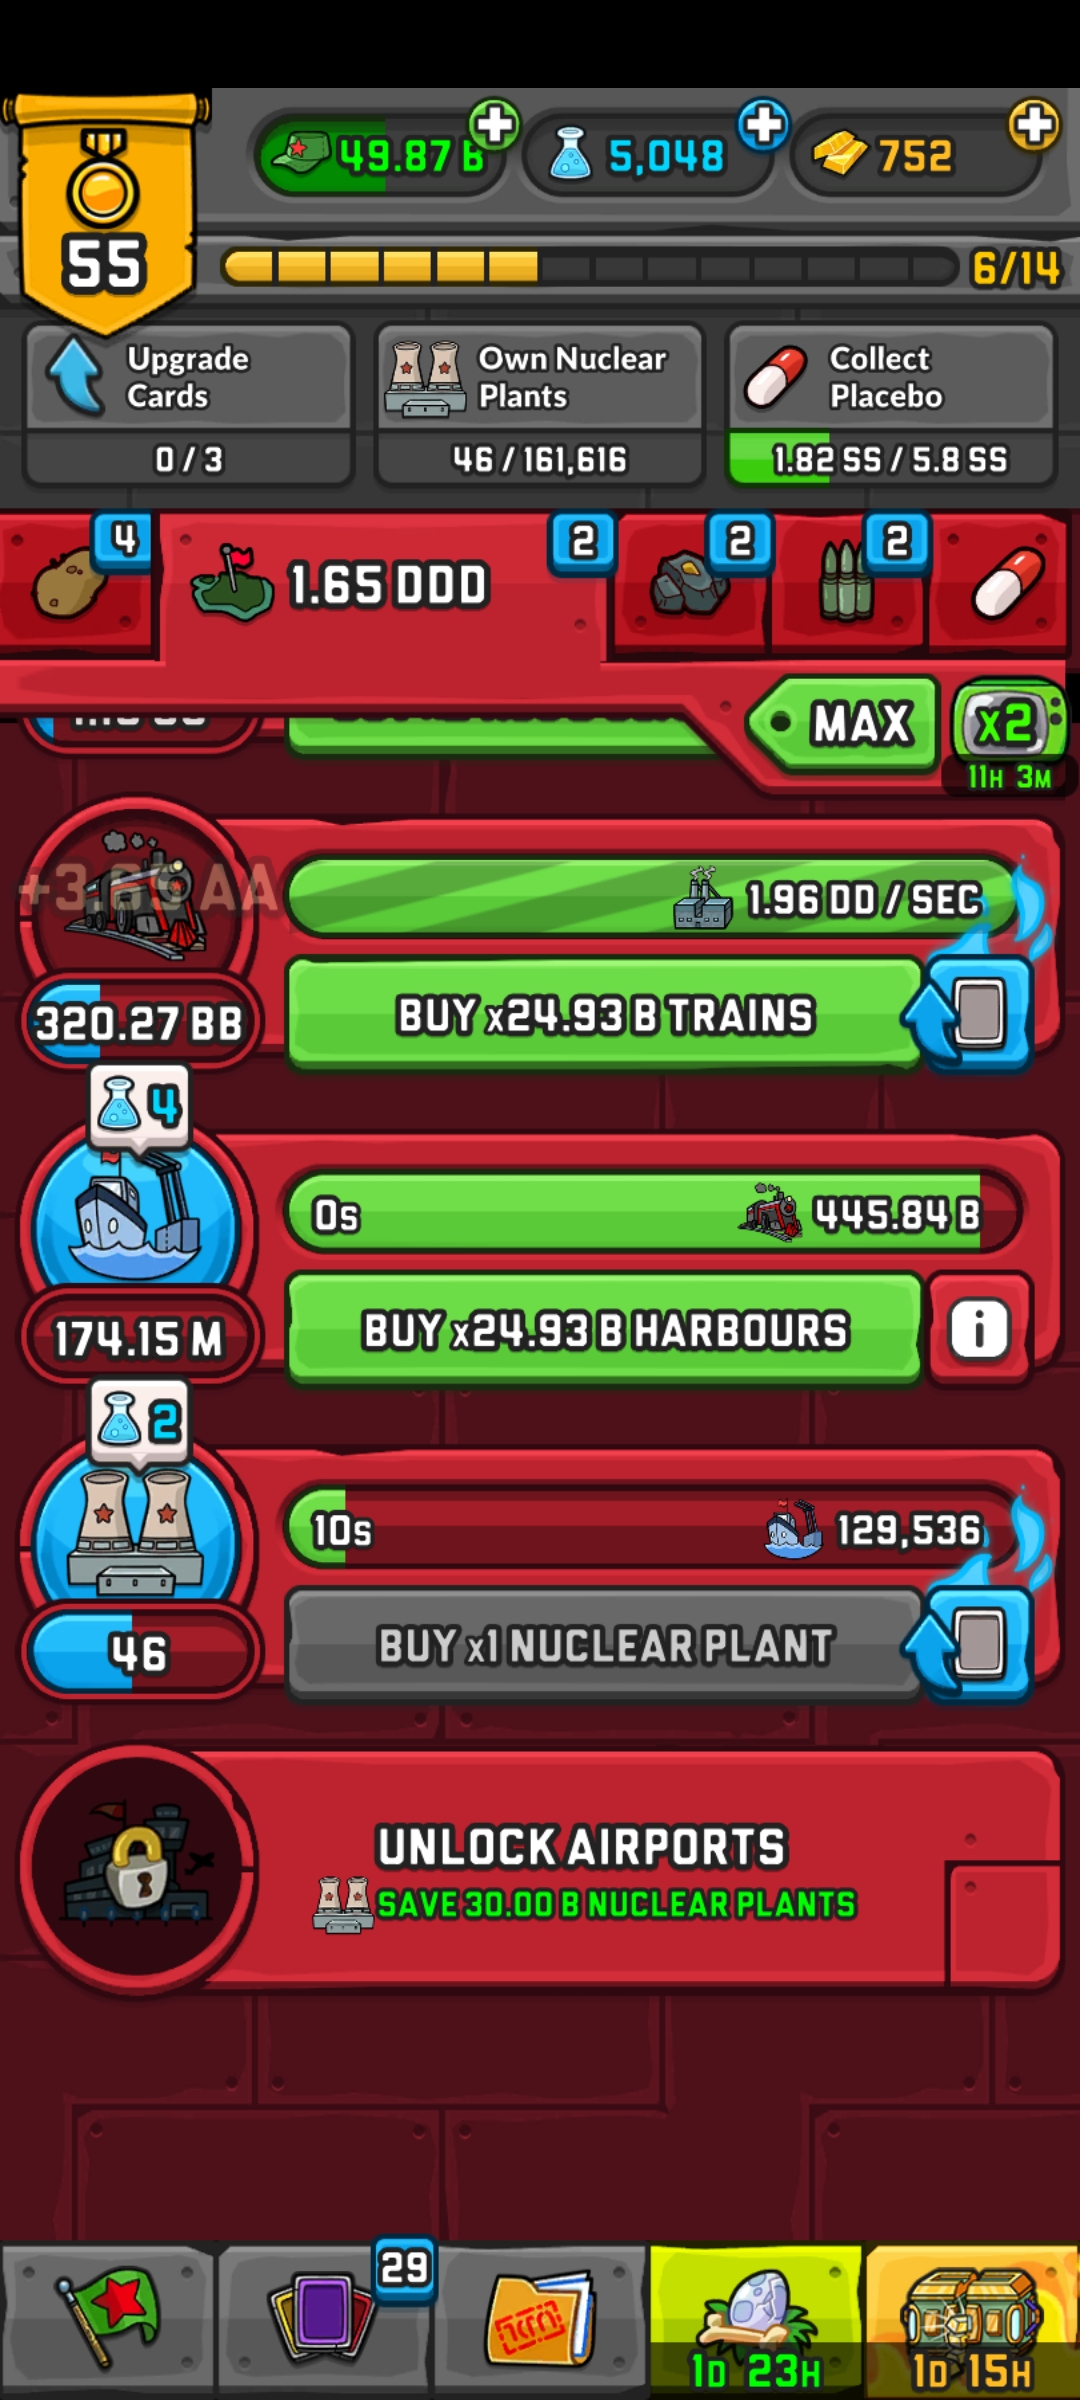 55
49.87 B
5,048
752
6/14
Upgrade
Cards
0 / 3
Own Nuclear
Plants
46 / 161,616
Collect
Placebo
1.82 SS / 5.8 SS
4
1.65 DDD
2
2
2
MAX
x2
11H 3M
+3.63 AA
1.96 DD / SEC
320.27 BB
BUY x24.93 B TRAINS
4
0s
445.84 B
174.15 M
BUY x24.93 B HARBOURS
i
2
10s
129,536
46
BUY x1 NUCLEAR PLANT
UNLOCK AIRPORTS
SAVE 30.00 B NUCLEAR PLANTS
29
1D 23H
1D 15H